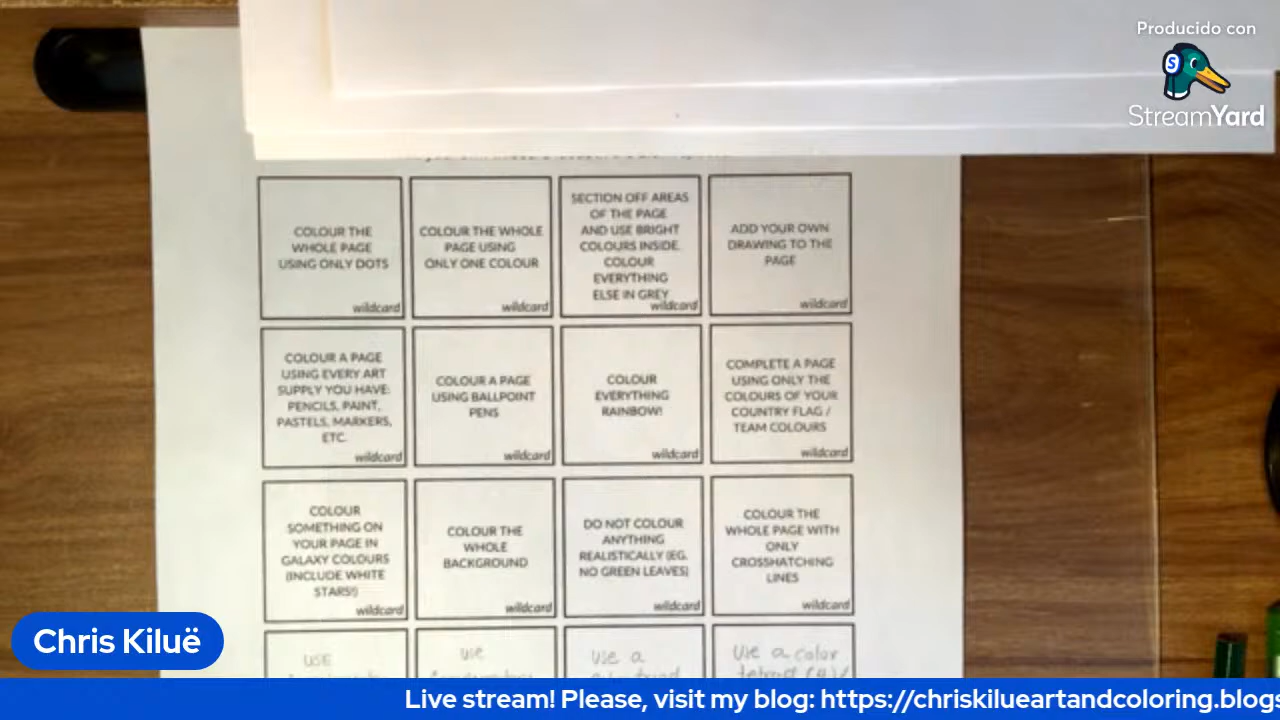 Producido con
StreamYard
COLOUR THE
WHOLE PAGE
USING ONLY DOTS
wildcard
COLOUR THE WHOLE
PAGE USING
ONLY ONE COLOUR
wildcard
SECTION OFF AREAS
OF THE PAGE
AND USE BRIGHT
COLOURS INSIDE.
COLOUR
EVERYTHING
ELSE IN GREY
wildcard
ADD YOUR OWN
DRAWING TO THE
PAGE
wildcard
COLOUR A PAGE
USING EVERY ART
SUPPLY YOU HAVE:
PENCILS, PAINT,
PASTELS, MARKERS,
ETC.
wildcard
COLOUR A PAGE
USING BALLPOINT
PENS
wildcard
COLOUR
EVERYTHING
RAINBOW!
wildcard
COMPLETE A PAGE
USING ONLY THE
COLOURS OF YOUR
COUNTRY FLAG /
TEAM COLOURS
wildcard
COLOUR
SOMETHING ON
YOUR PAGE IN
GALAXY COLOURS
(INCLUDE WHITE
STARS!)
wildcard
COLOUR THE
WHOLE
BACKGROUND
wildcard
DO NOT COLOUR
ANYTHING
REALISTICALLY (EG.
NO GREEN LEAVES)
wildcard
COLOUR THE
WHOLE PAGE WITH
ONLY
CROSSHATCHING
LINES
wildcard
USE
use
use a
Use a color
tetrad (4)/
Chris Kiluë
Live stream! Please, visit my blog: https://chriskilueartandcoloring.blogs